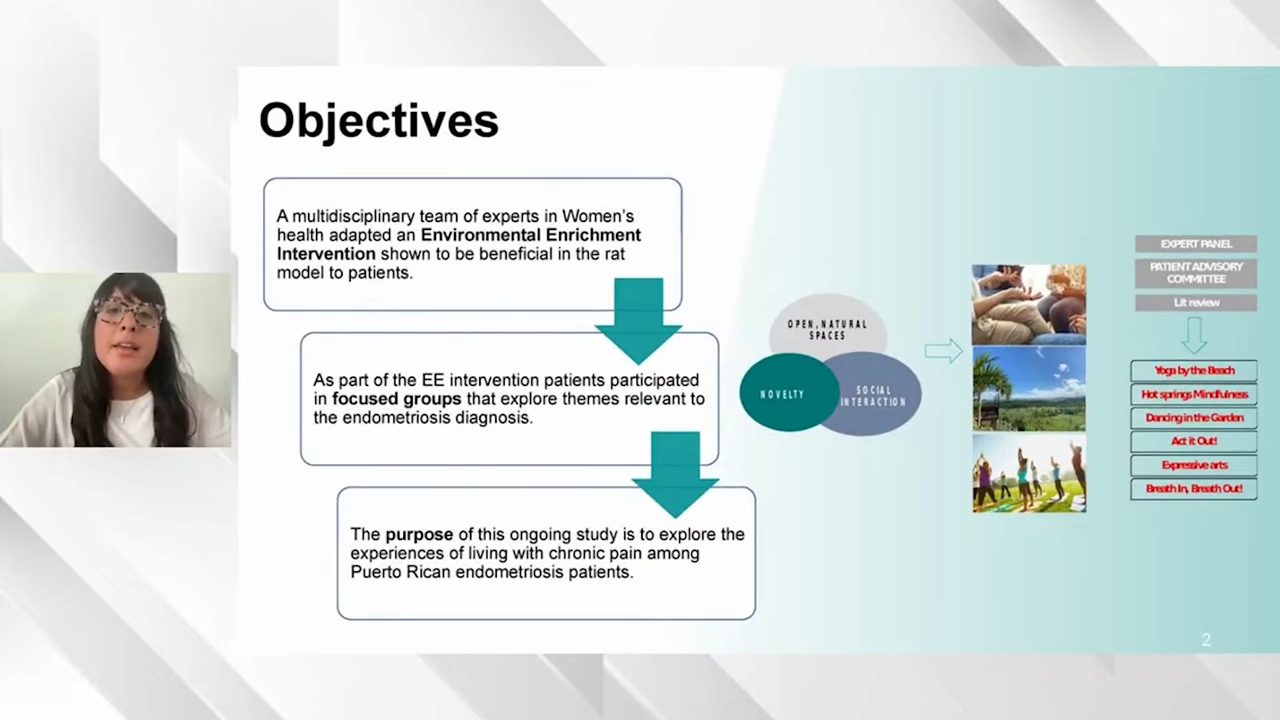 Objectives
A multidisciplinary team of experts in Women's
health adapted an Environmental Enrichment
Intervention shown to be beneficial in the rat
model to patients.
As part of the EE intervention patients participated
in focused groups that explore themes relevant to
the endometriosis diagnosis.
The purpose of this ongoing study is to explore the
experiences of living with chronic pain among
Puerto Rican endometriosis patients.
OPEN, NATURAL
SPACES
NOVELTY
SOCIAL
INTERACTION
EXPERT PANEL
PATIENT ADVISORY
COMMITTEE
Lit review
Yoga by the Beach
Hot springs Mindfulness
Dancing in the Garden
Act it Out!
Expressive arts
Breath In, Breath Out!
2